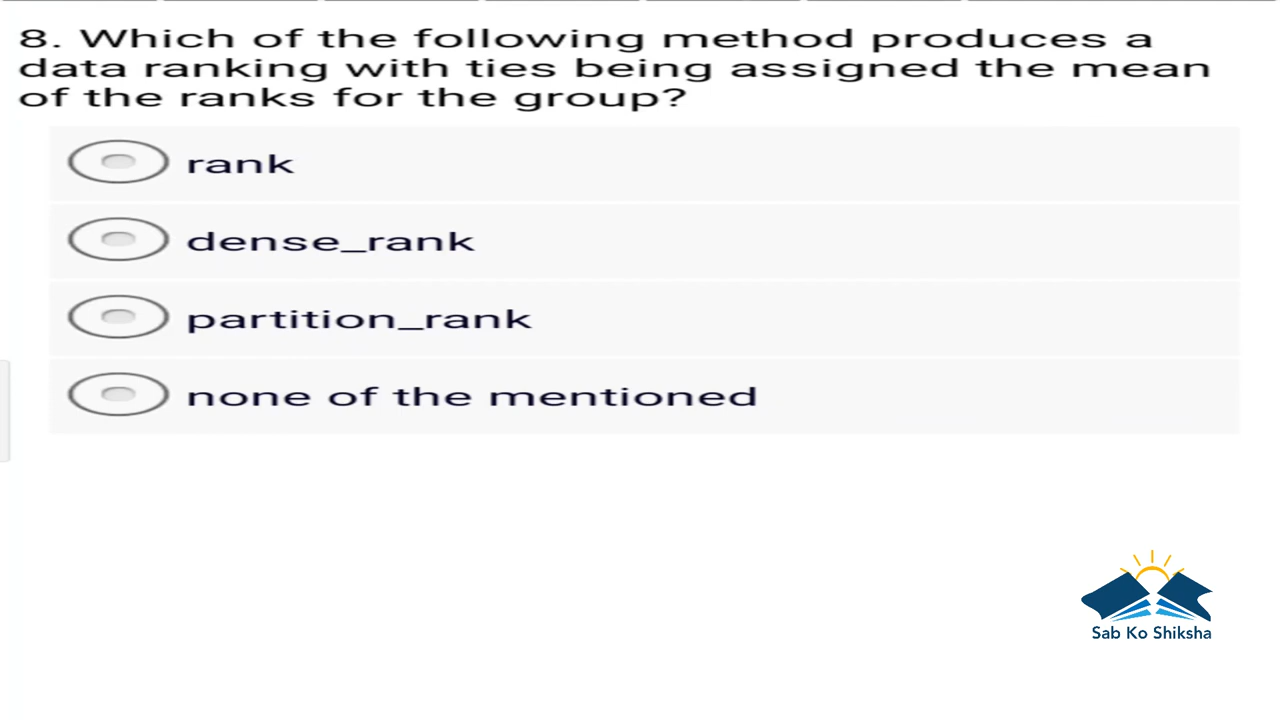 8. Which of the following method produces a
data ranking with ties being assigned the mean
of the ranks for the group?
rank
dense_rank
partition_rank
none of the mentioned
Sab Ko Shiksha